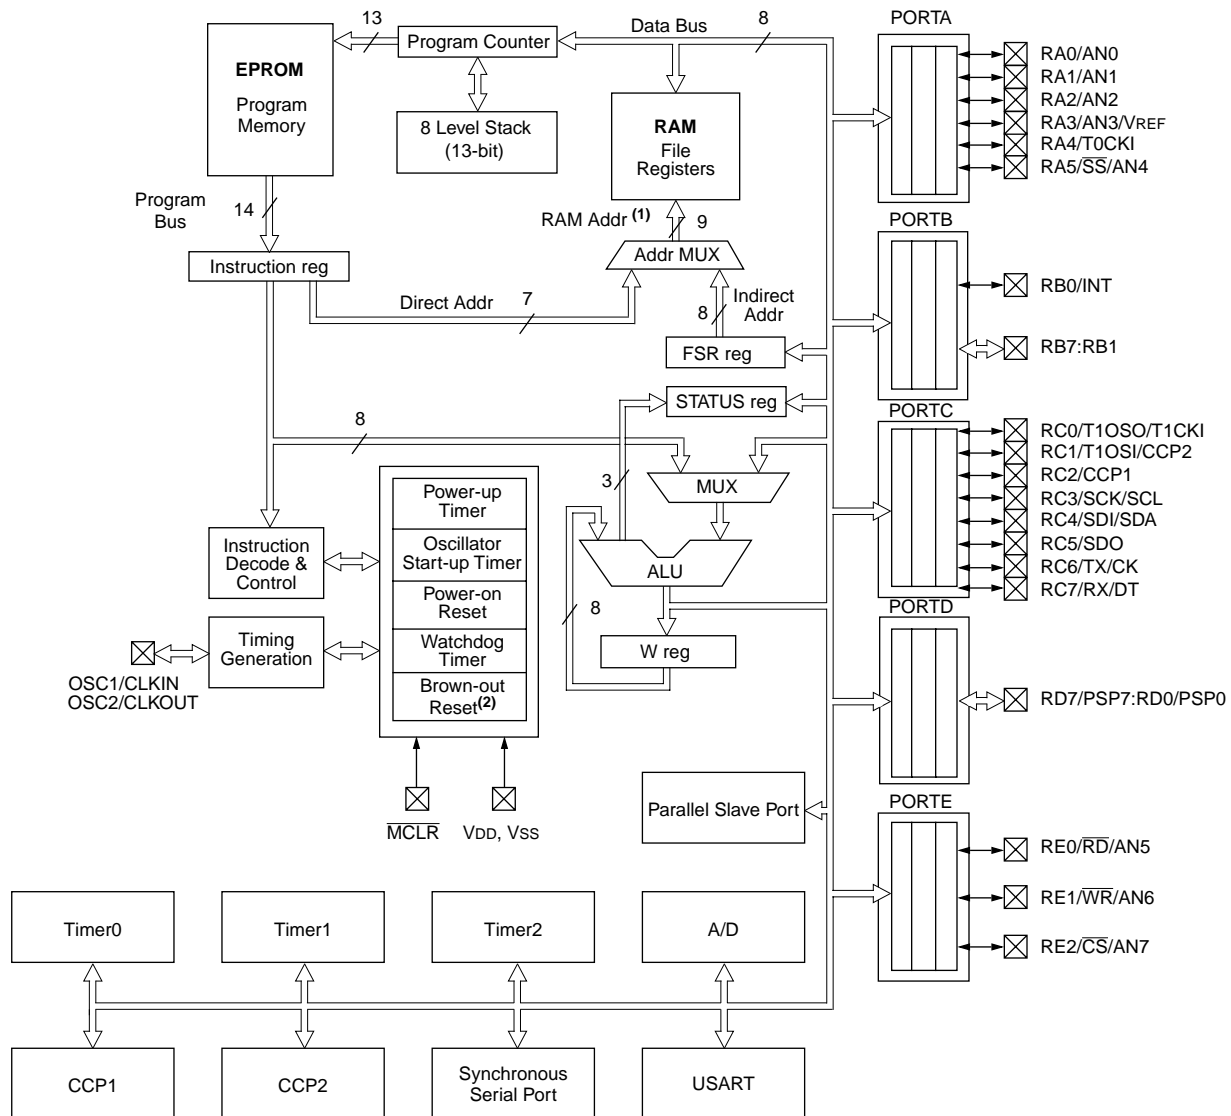 13
Data Bus
8
PORTA
EPROM
Program
Memory
Program Counter
8 Level Stack
(13-bit)
RAM
File
Registers
RA0/AN0
RA1/AN1
RA2/AN2
RA3/AN3/VREF
RA4/T0CKI
RA5/SS/AN4
Program
Bus
14
RAM Addr (1)
9
PORTB
Instruction reg
Addr MUX
Direct Addr
7
8
Indirect
Addr
RB0/INT
RB7:RB1
FSR reg
STATUS reg
PORTC
8
3
MUX
RC0/T1OSO/T1CKI
RC1/T1OSI/CCP2
RC2/CCP1
RC3/SCK/SCL
RC4/SDI/SDA
RC5/SDO
RC6/TX/CK
RC7/RX/DT
Power-up
Timer
Instruction
Decode &
Control
Oscillator
Start-up Timer
ALU
Power-on
Reset
8
PORTD
Timing
Generation
Watchdog
Timer
W reg
OSC1/CLKIN
OSC2/CLKOUT
Brown-out
Reset(2)
RD7/PSP7:RD0/PSP0
MCLR
VDD, VSS
Parallel Slave Port
PORTE
RE0/RD/AN5
RE1/WR/AN6
RE2/CS/AN7
Timer0
Timer1
Timer2
A/D
CCP1
CCP2
Synchronous
Serial Port
USART